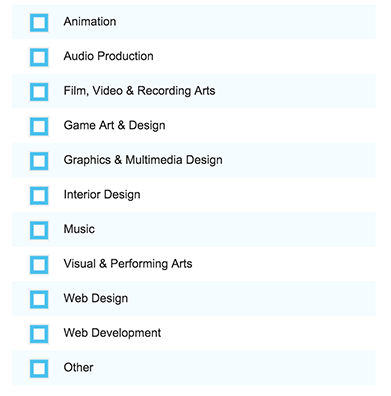 Animation
Audio Production
Film, Video & Recording Arts
Game Art & Design
Graphics & Multimedia Design
Interior Design
Music
Visual & Performing Arts
Web Design
Web Development
Other